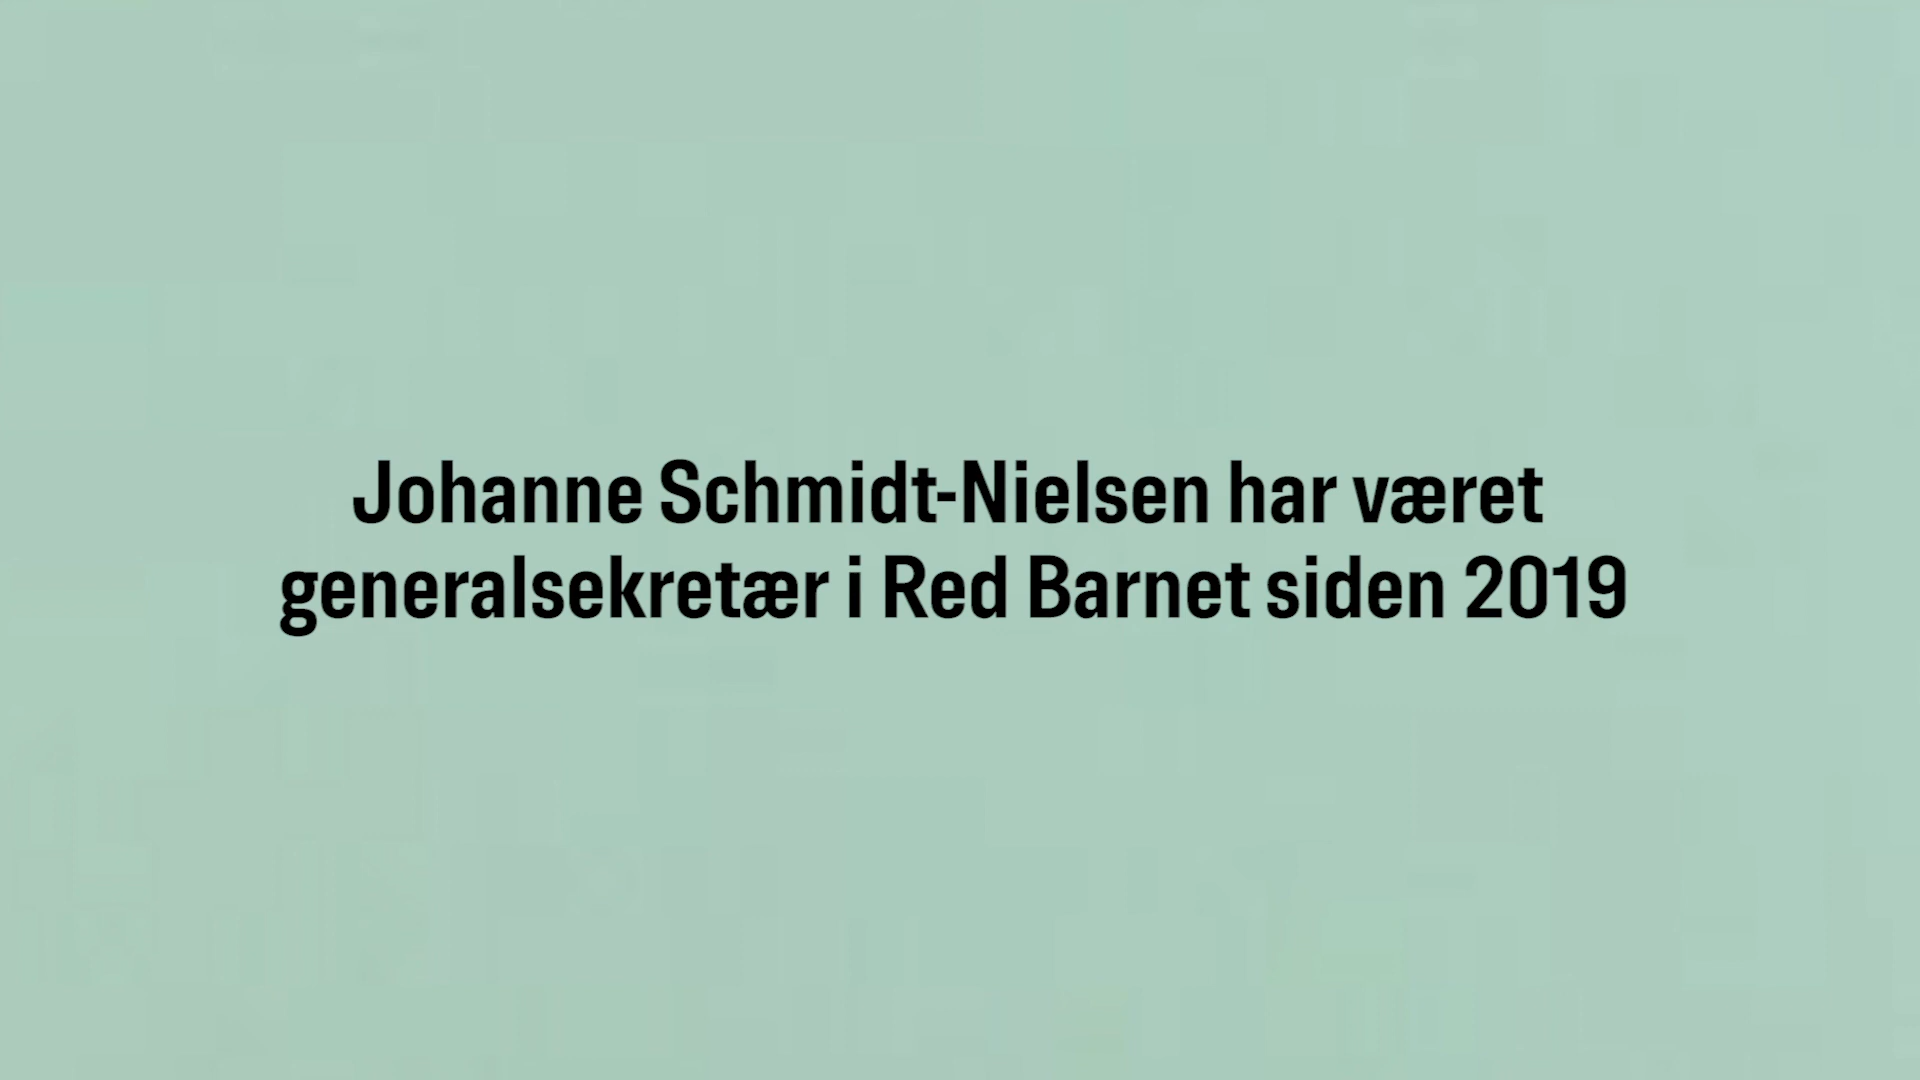 Johanne Schmidt-Nielsen har været
generalsekretær i Red Barnet siden 2019